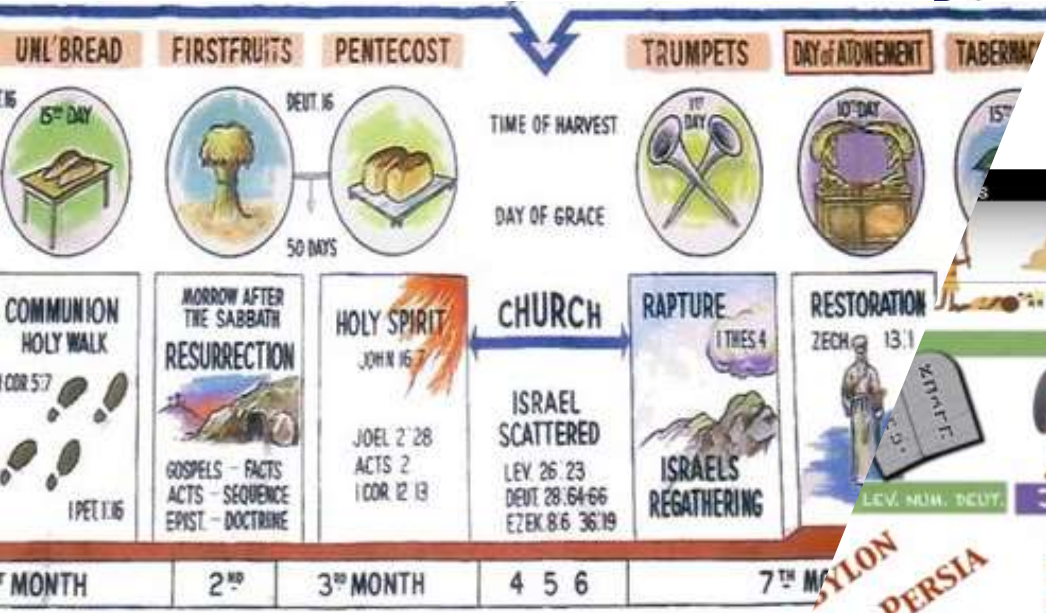 UNL'BREAD
FIRSTFRUITS
PENTECOST
TRUMPETS
DAY of ATONEMENT
15TH DAY
DEUT. 16
50 DAYS
TIME OF HARVEST
DAY OF GRACE
1ST DAY
10TH DAY
COMMUNION
HOLY WALK
I COR 5:7
I PET. 1:16
MORROW AFTER
THE SABBATH
RESURRECTION
GOSPELS - FACTS
ACTS - SEQUENCE
EPIST. - DOCTRINE
HOLY SPIRIT
JOHN 16:7
JOEL 2:28
ACTS 2
I COR. 12 13
CHURCH
ISRAEL
SCATTERED
LEV. 26:23
DEUT. 28:64-66
EZEK. 8:6 36:19
RAPTURE
I THES 4
ISRAELS
REGATHERING
RESTORATION
ZECH. 13:1
LEV. NUM. DEUT.
MONTH
2ND
3RD MONTH
4 5 6
7TH
PERSIA